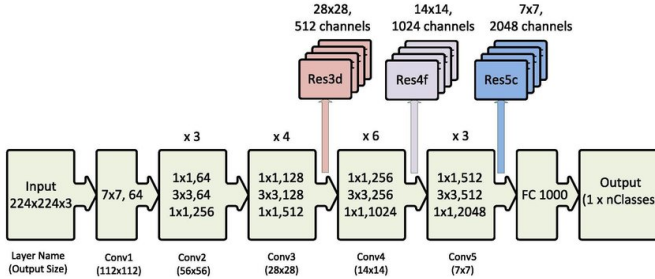 28x28,
512 channels
14x14,
1024 channels
7x7,
2048 channels
Res3d
Res4f
Res5c
x 3
x 4
x 6
x 3
Input
224x224x3
7x7, 64
1x1,64
3x3,64
1x1,256
1x1,128
3x3,128
1x1,512
1x1,256
3x3,256
1x1,1024
1x1,512
3x3,512
1x1,2048
FC 1000
Output
(1 x nClasses)
Layer Name
(Output Size)
Conv1
(112x112)
Conv2
(56x56)
Conv3
(28x28)
Conv4
(14x14)
Conv5
(7x7)